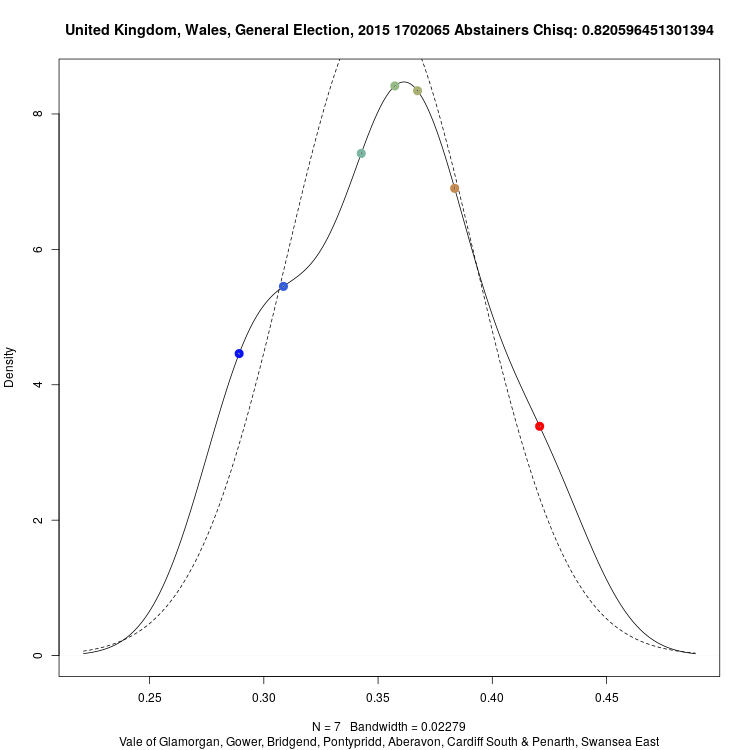 United Kingdom, Wales, General Election, 2015 1702065 Abstainers Chisq: 0.820596451301394
Density
8
6
4
2
0
0.25 0.30 0.35 0.40 0.45
N = 7 Bandwidth = 0.02279
Vale of Glamorgan, Gower, Bridgend, Pontypridd, Aberavon, Cardiff South & Penarth, Swansea East